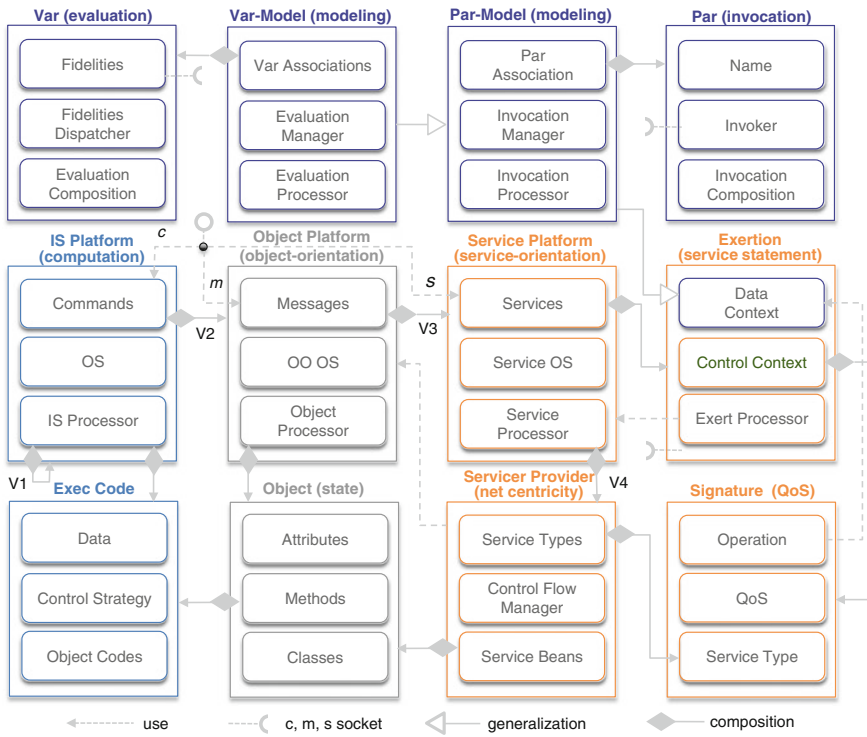 Var (evaluation)
Var-Model (modeling)
Par-Model (modeling)
Par (invocation)
Fidelities
Var Associations
Par
Association
Name
Fidelities
Dispatcher
Evaluation
Manager
Invocation
Manager
Invoker
Evaluation
Composition
Evaluation
Processor
Invocation
Processor
Invocation
Composition
c
m
s
IS Platform
(computation)
Object Platform
(object-orientation)
Service Platform
(service-orientation)
Exertion
(service statement)
Commands
Messages
Services
Data
Context
V2
V3
OS
OO OS
Service OS
Control Context
IS Processor
Object
Processor
Service
Processor
Exert Processor
V1
V4
Exec Code
Object (state)
Servicer Provider
(net centricity)
Signature (QoS)
Data
Attributes
Service Types
Operation
Control Strategy
Methods
Control Flow
Manager
QoS
Object Codes
Classes
Service Beans
Service Type
use
c, m, s socket
generalization
composition